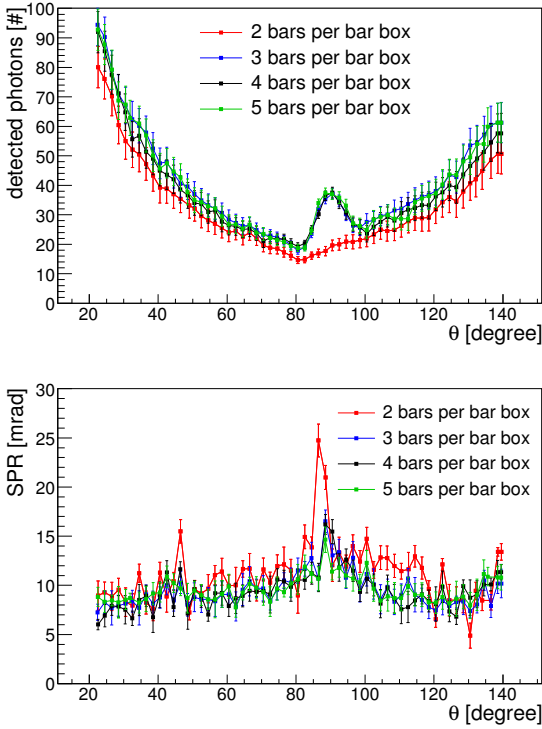 detected photons [#]
100
90
80
70
60
50
40
30
20
10
0
2 bars per bar box
3 bars per bar box
4 bars per bar box
5 bars per bar box
20 40 60 80 100 120 140
θ [degree]
SPR [mrad]
30
25
20
15
10
5
0
2 bars per bar box
3 bars per bar box
4 bars per bar box
5 bars per bar box
20 40 60 80 100 120 140
θ [degree]